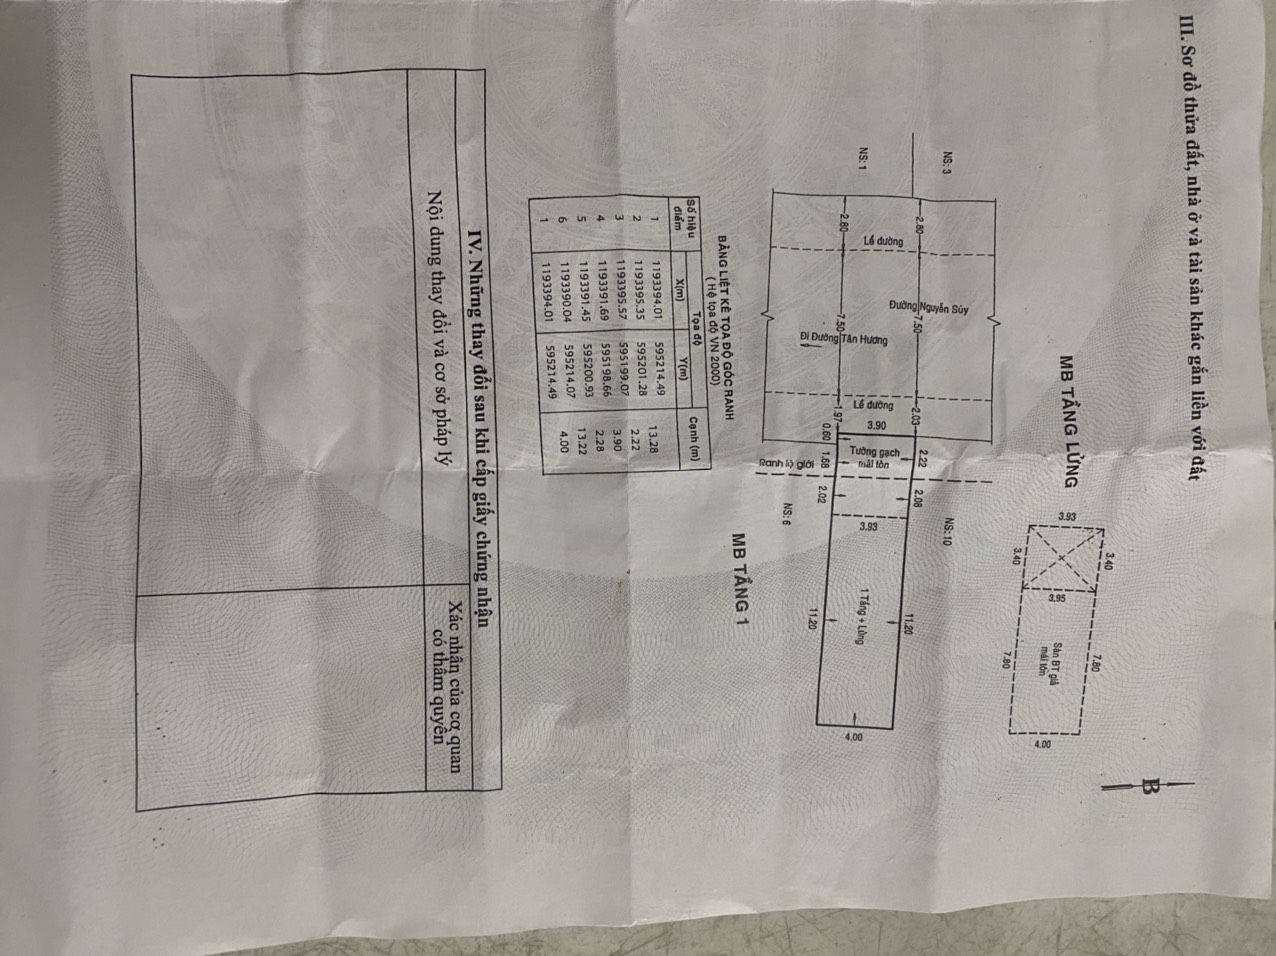 III. Sơ đồ thửa đất, nhà ở và tài sản khác gắn liền với đất
MB TẦNG LỬNG
B
3.93
3.40
3.40
3.95
7.80
7.80
Sàn BT giả
mái tôn
4.00
NS: 3
NS: 1
2.80
2.80
Lề đường
Đường Nguyễn Súy
7.50
7.50
Đi Đường Tân Hương
Lề đường
2.03
1.97
3.90
0.60
2.22
1.68
Tường gạch
mái tôn
Ranh lộ giới
2.08
2.02
NS: 10
NS: 6
3.93
1 Tầng + Lửng
11.20
11.20
4.00
MB TẦNG 1
BẢNG LIỆT KÊ TỌA ĐỘ GÓC RANH
( Hệ tọa độ VN 2000)
Số hiệu điểm Tọa độ Cạnh (m)
X(m) Y(m)
1 1193394.01 595214.49
13.28
2 1193395.35 595201.28
2.22
3 1193395.57 595199.07
3.90
4 1193391.69 595198.66
2.28
5 1193391.45 595200.93
13.22
6 1193390.04 595214.07
4.00
1 1193394.01 595214.49
IV. Những thay đổi sau khi cấp giấy chứng nhận
Nội dung thay đổi và cơ sở pháp lý
Xác nhận của cơ quan
có thẩm quyền